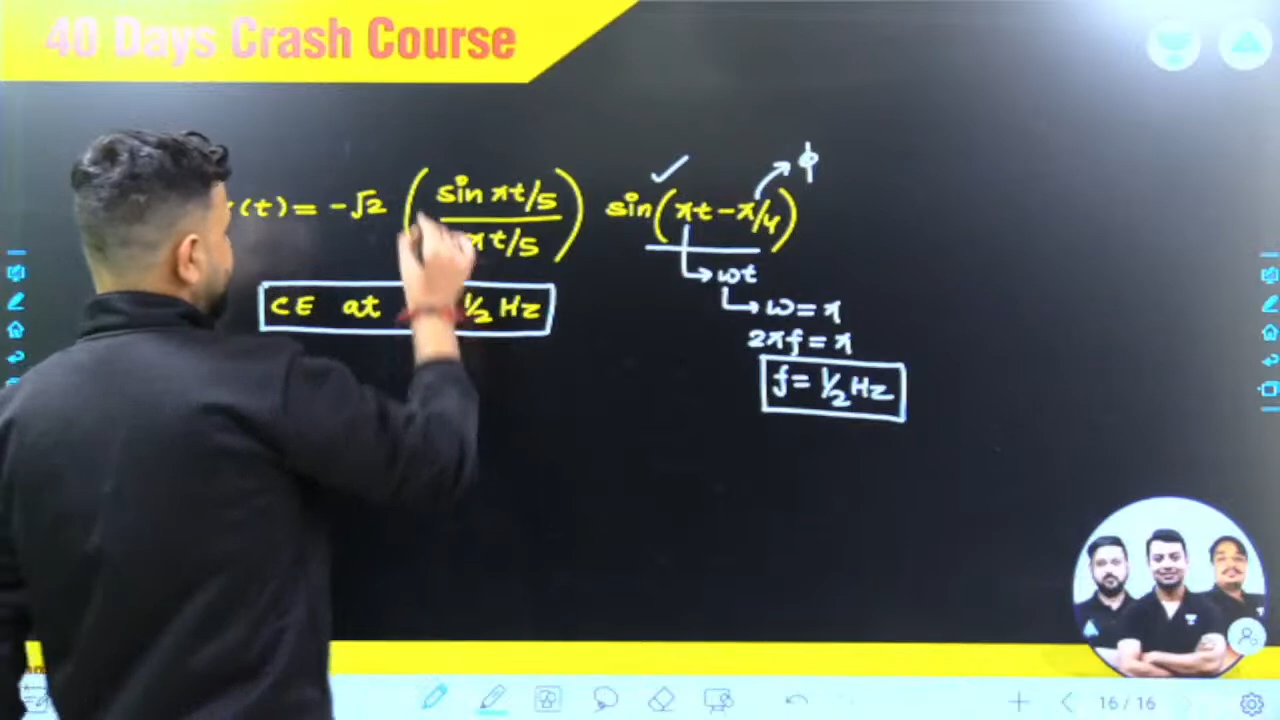 40 Days Crash Course
ϕ
(t) = -√2 (sin πt/5 / πt/5) sin(πt - π/4)
→ ωt
CE at 1/2 Hz
→ ω = π
2πf = π
f = 1/2 Hz
16 / 16